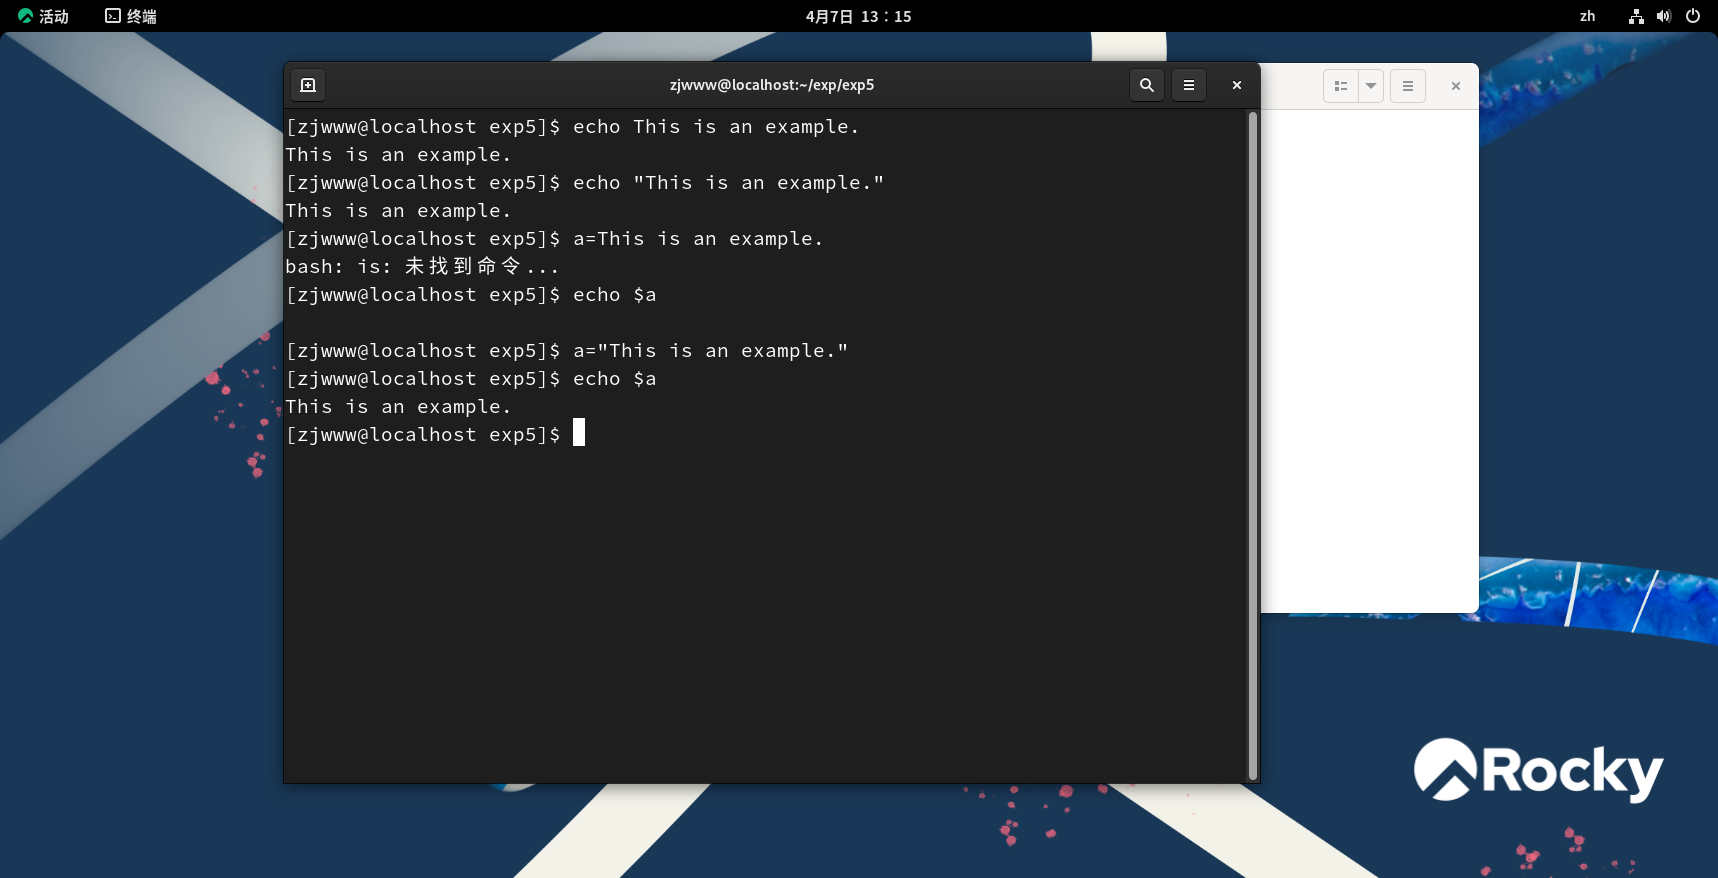 活动 终端 4月7日 13：15 zh
zjwww@localhost:~/exp/exp5
[zjwww@localhost exp5]$ echo This is an example.
This is an example.
[zjwww@localhost exp5]$ echo "This is an example."
This is an example.
[zjwww@localhost exp5]$ a=This is an example.
bash: is: 未找到命令...
[zjwww@localhost exp5]$ echo $a
[zjwww@localhost exp5]$ a="This is an example."
[zjwww@localhost exp5]$ echo $a
This is an example.
[zjwww@localhost exp5]$
Rocky